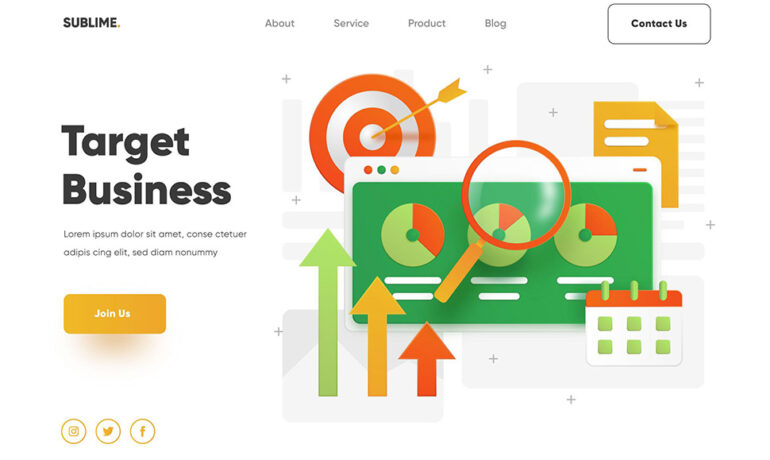 SUBLIME.
About
Service
Product
Blog
Contact Us
Target
Business
Lorem ipsum dolor sit amet, conse ctetuer
adipis cing elit, sed diam nonummy
Join Us